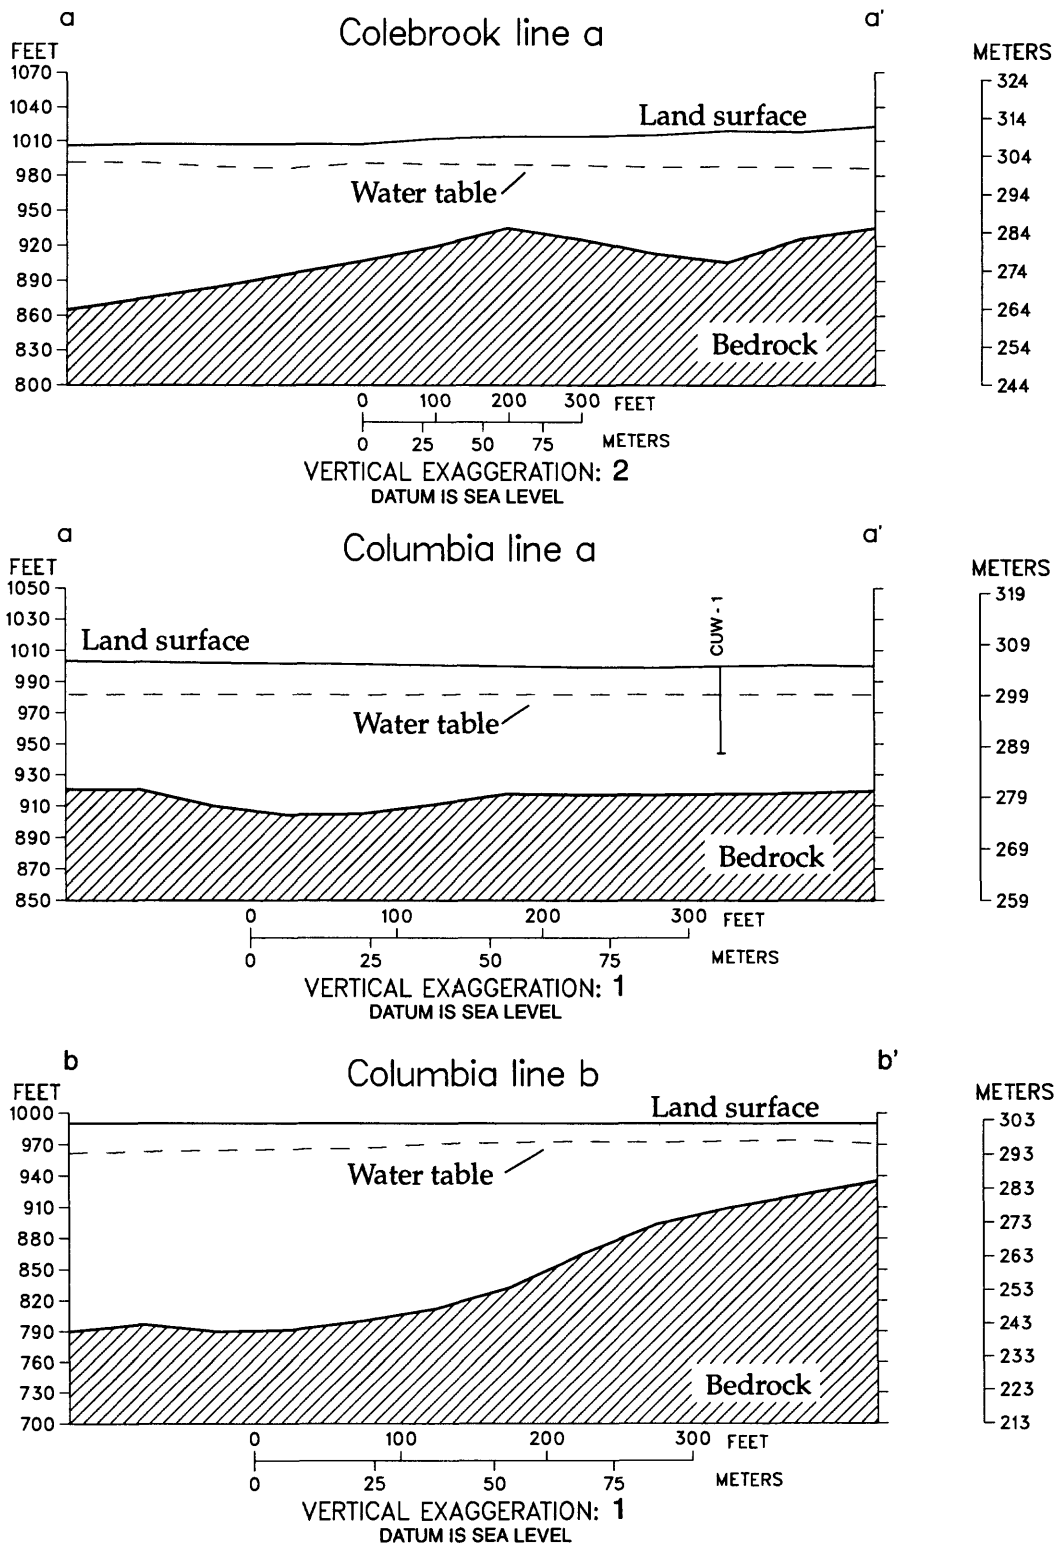 a a'
Colebrook line a
FEET METERS
1070
1040
1010
980
950
920
890
860
830
800
324
314
304
294
284
274
264
254
244
Land surface
Water table
Bedrock
0 100 200 300 FEET
0 25 50 75 METERS
VERTICAL EXAGGERATION: 2
DATUM IS SEA LEVEL
a a'
Columbia line a
FEET METERS
1050
1030
1010
990
970
950
930
910
890
870
850
319
309
299
289
279
269
259
CUW - 1
Land surface
Water table
Bedrock
0 100 200 300 FEET
0 25 50 75 METERS
VERTICAL EXAGGERATION: 1
DATUM IS SEA LEVEL
b b'
Columbia line b
FEET METERS
1000
970
940
910
880
850
820
790
760
730
700
303
293
283
273
263
253
243
233
223
213
Land surface
Water table
Bedrock
0 100 200 300 FEET
0 25 50 75 METERS
VERTICAL EXAGGERATION: 1
DATUM IS SEA LEVEL